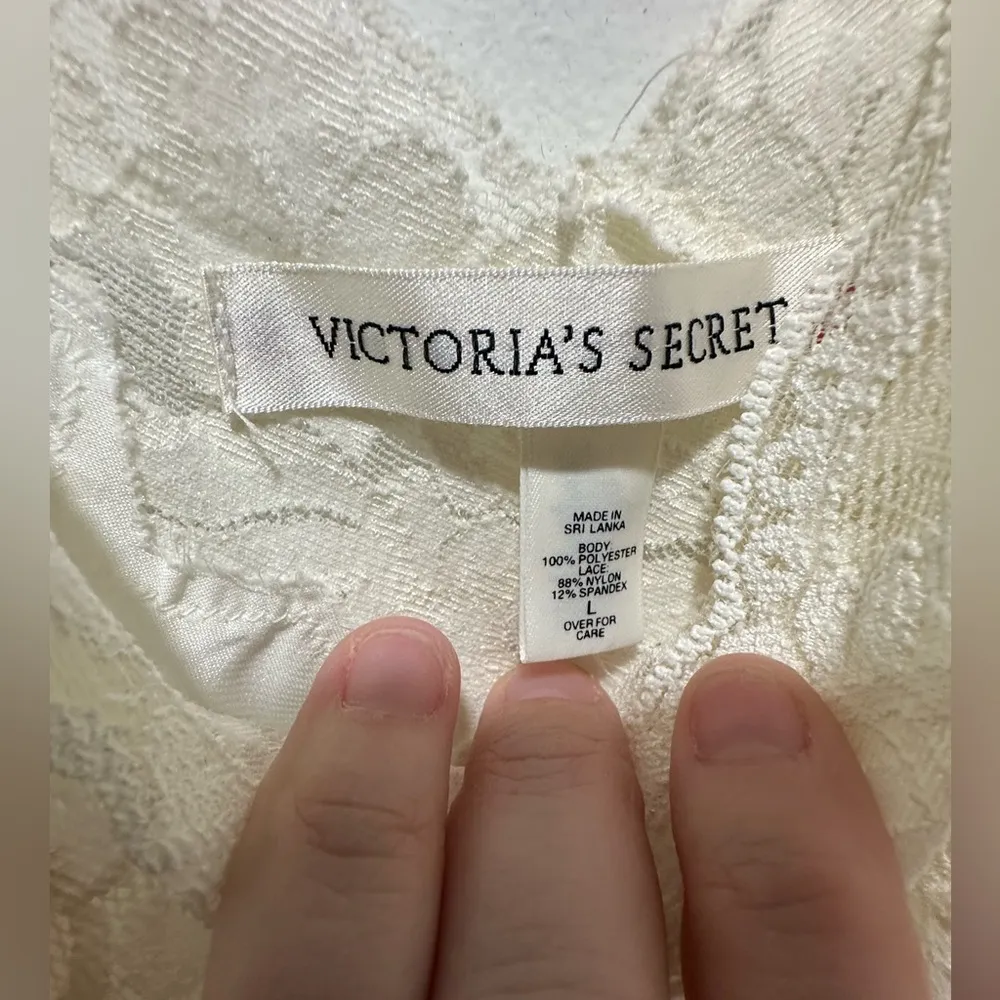 VICTORIA'S SECRET
MADE IN
SRI LANKA
BODY:
100% POLYESTER
LACE:
88% NYLON
12% SPANDEX
L
OVER FOR
CARE